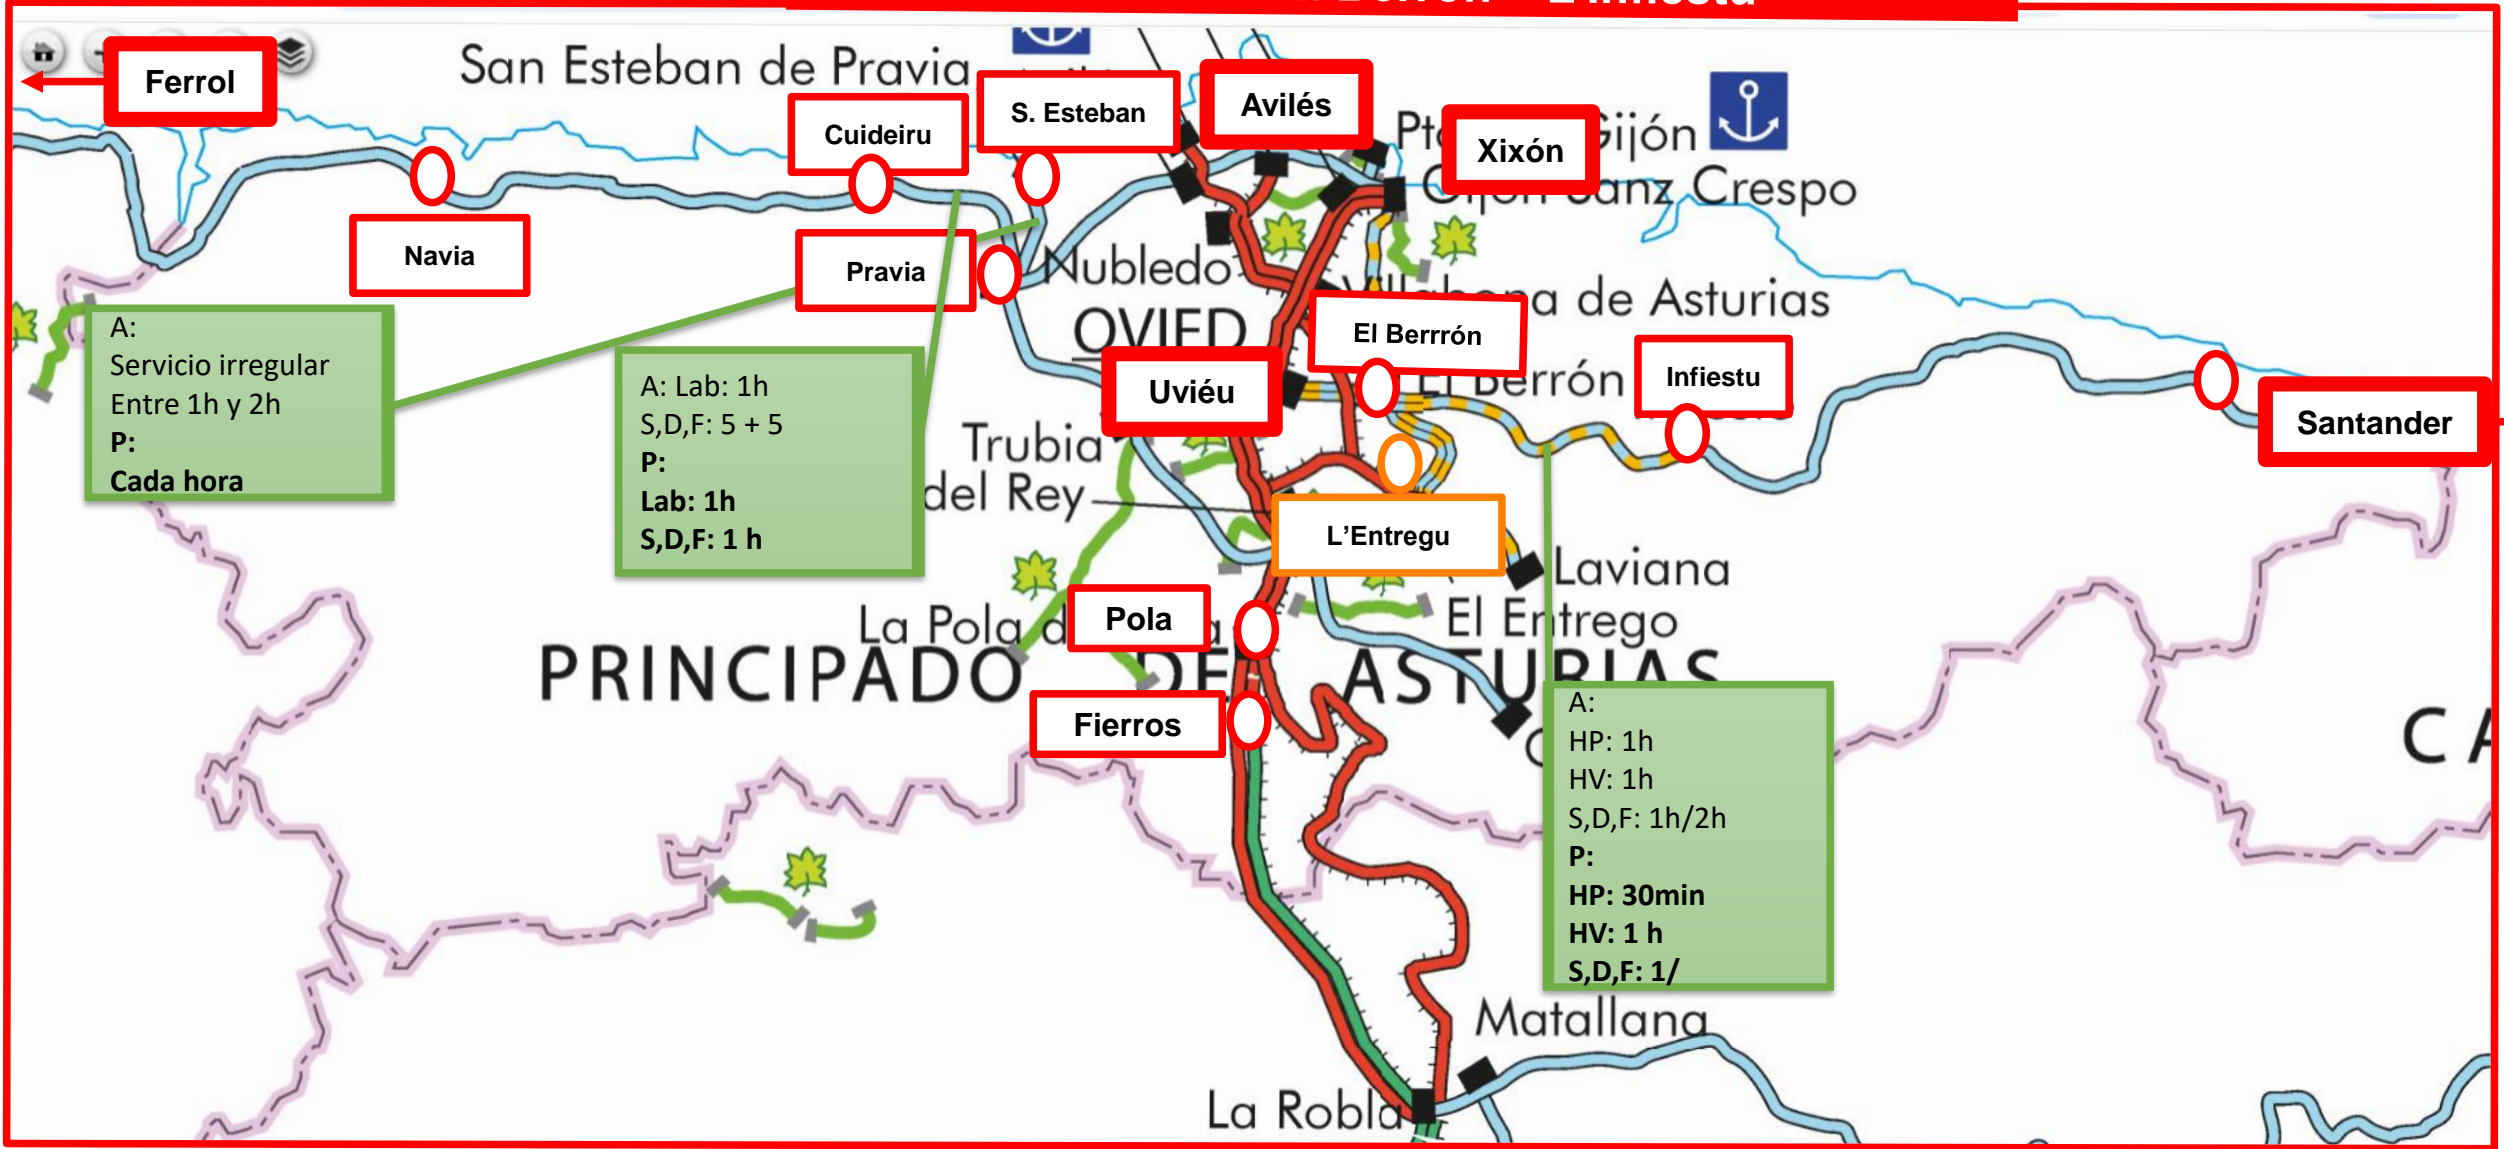 Ferrol
San Esteban de Pravia
Cuideiru
S. Esteban
Avilés
Xixón
Gijón
Sanz Crespo
Navia
Pravia
Nubledo
de Asturias
A:
Servicio irregular
Entre 1h y 2h
P:
Cada hora
A: Lab: 1h
S,D,F: 5 + 5
P:
Lab: 1h
S,D,F: 1 h
El Berrrón
El Berrón
Infiestu
Uviéu
Santander
Trubia
del Rey
L'Entregu
Laviana
El Entrego
La Pola
Pola
PRINCIPADO DE ASTURIAS
Fierros
A:
HP: 1h
HV: 1h
S,D,F: 1h/2h
P:
HP: 30min
HV: 1 h
S,D,F: 1/
Matallana
La Robla